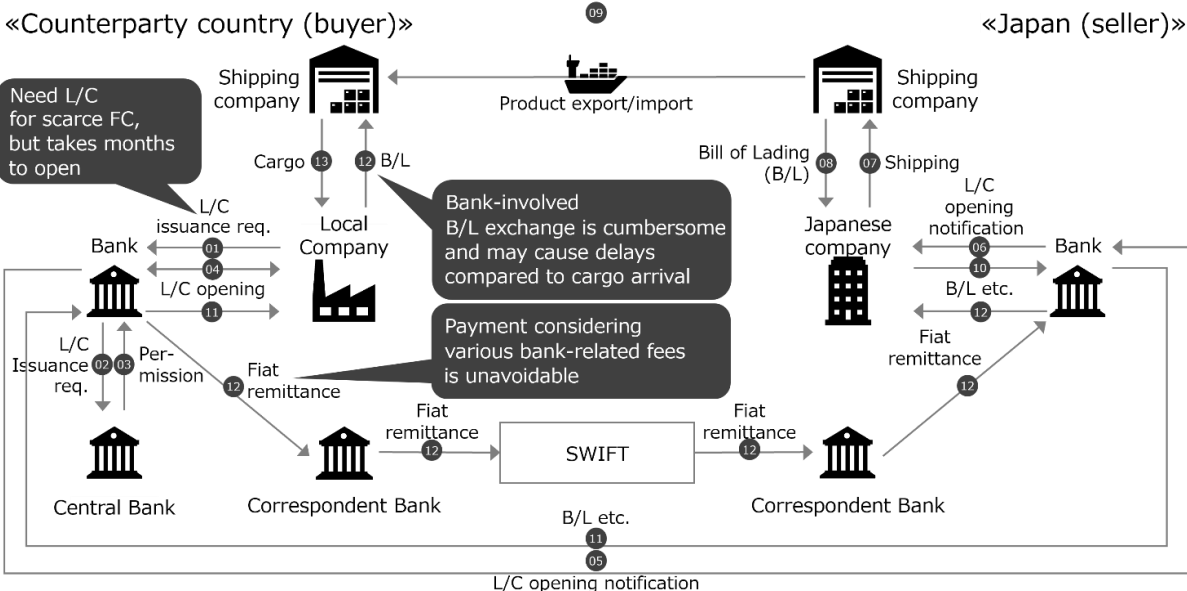 09
«Counterparty country (buyer)»
«Japan (seller)»
Shipping
company
Product export/import
Shipping
company
Need L/C
for scarce FC,
but takes months
to open
Cargo 13
12 B/L
Bill of Lading
(B/L)
08
07 Shipping
Bank-involved
B/L exchange is cumbersome
and may cause delays
compared to cargo arrival
L/C
issuance req.
01
04
L/C opening
11
Bank
Local
Company
Japanese
company
L/C
opening
notification
06
10
B/L etc.
12
Bank
Payment considering
various bank-related fees
is unavoidable
L/C
Issuance
req.
02
03
Per-
mission
12
Fiat
remittance
Fiat
remittance
12
Fiat
remittance
12
SWIFT
Fiat
remittance
12
Central Bank
Correspondent Bank
Correspondent Bank
B/L etc.
11
05
L/C opening notification